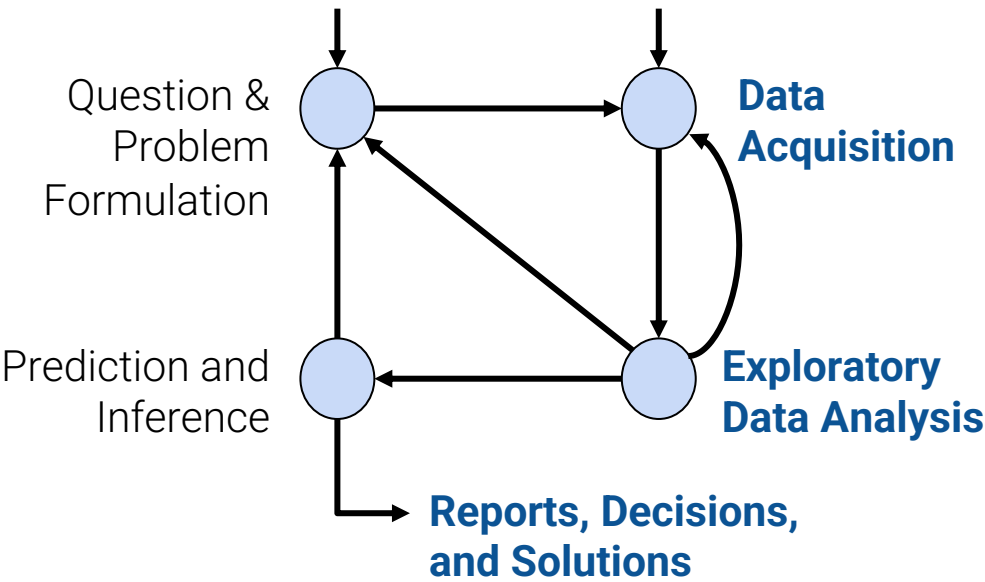 Question &
Problem
Formulation
Data
Acquisition
Prediction and
Inference
Exploratory
Data Analysis
Reports, Decisions,
and Solutions